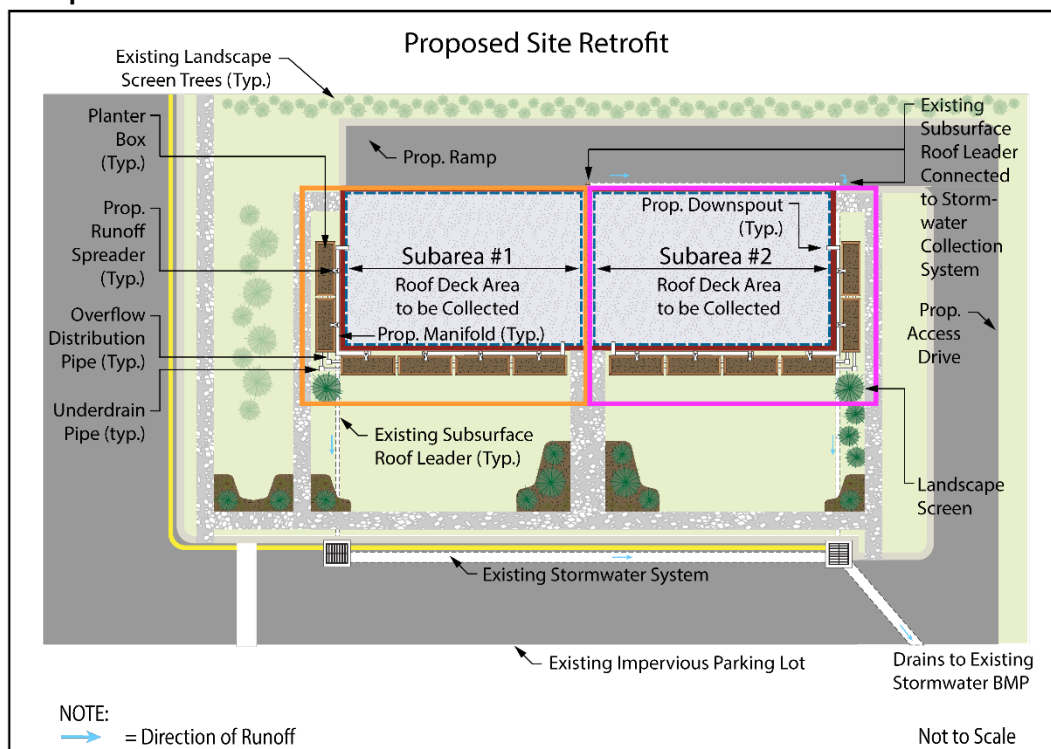 Proposed Site Retrofit
Existing Landscape
Screen Trees (Typ.)
Planter
Box
(Typ.)
Prop.
Runoff
Spreader
(Typ.)
Overflow
Distribution
Pipe (Typ.)
Underdrain
Pipe (typ.)
Prop. Ramp
Existing
Subsurface
Roof Leader
Connected
to Storm-
water
Collection
System
Prop. Downspout
(Typ.)
Subarea #1
Roof Deck Area
to be Collected
Subarea #2
Roof Deck Area
to be Collected
Prop. Manifold (Typ.)
Prop.
Access
Drive
Existing Subsurface
Roof Leader (Typ.)
Landscape
Screen
Existing Stormwater System
Existing Impervious Parking Lot
Drains to Existing
Stormwater BMP
NOTE:
= Direction of Runoff
Not to Scale